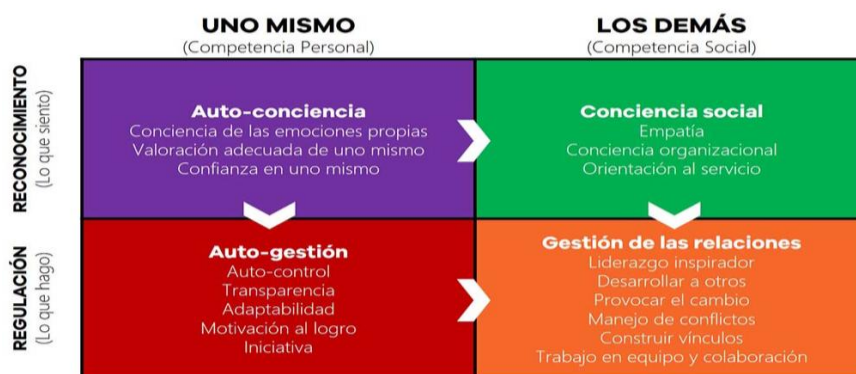 UNO MISMO
(Competencia Personal)
LOS DEMÁS
(Competencia Social)
RECONOCIMIENTO
(Lo que siento)
Auto-conciencia
Conciencia de las emociones propias
Valoración adecuada de uno mismo
Confianza en uno mismo
Conciencia social
Empatía
Conciencia organizacional
Orientación al servicio
REGULACIÓN
(Lo que hago)
Auto-gestión
Auto-control
Transparencia
Adaptabilidad
Motivación al logro
Iniciativa
Gestión de las relaciones
Liderazgo inspirador
Desarrollar a otros
Provocar el cambio
Manejo de conflictos
Construir vínculos
Trabajo en equipo y colaboración